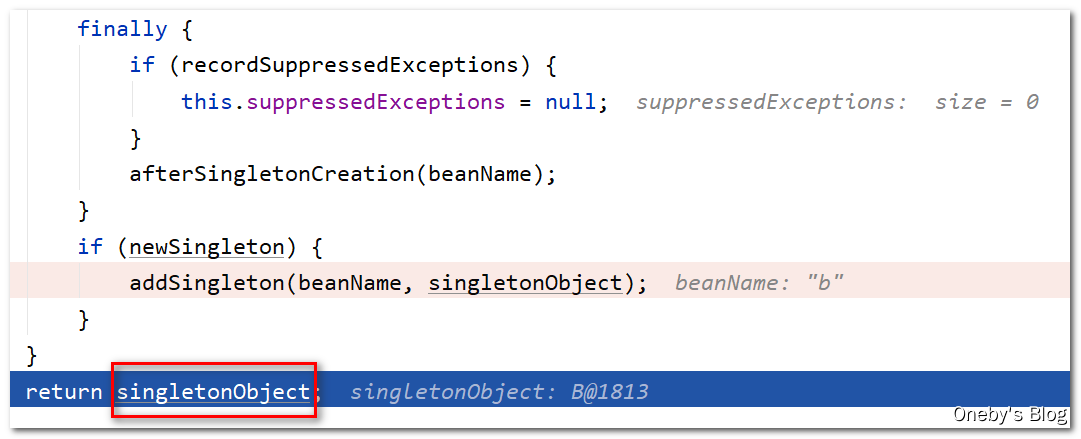 finally {
if (recordSuppressedExceptions) {
this.suppressedExceptions = null; suppressedExceptions: size = 0
}
afterSingletonCreation(beanName);
}
if (newSingleton) {
addSingleton(beanName, singletonObject); beanName: "b"
}
}
return singletonObject; singletonObject: B@1813
Oneby's Blog